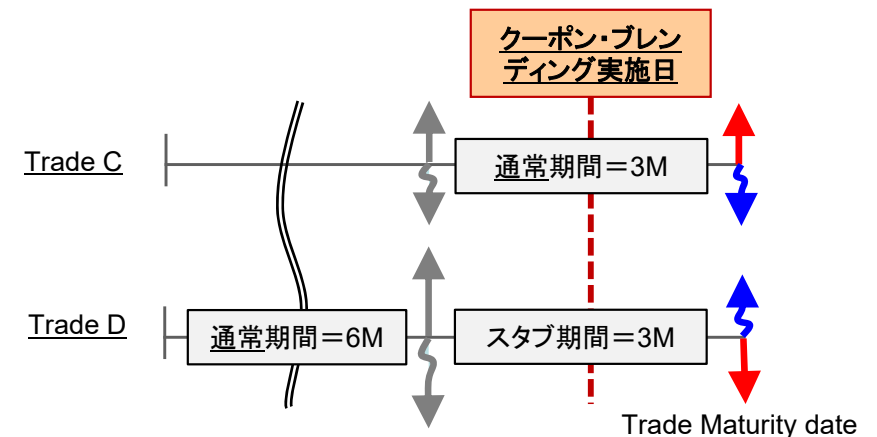 クーポン・ブレン
ディング実施日
Trade C
通常期間＝3M
Trade D
通常期間＝6M
スタブ期間＝3M
Trade Maturity date